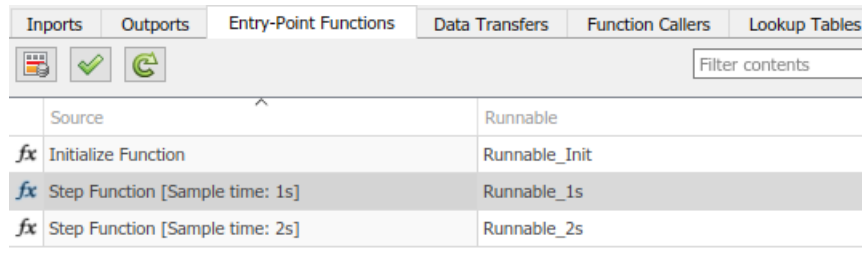 Inports Outports Entry-Point Functions Data Transfers Function Callers Lookup Tables
Filter contents
Source Runnable
fx Initialize Function Runnable_Init
fx Step Function [Sample time: 1s] Runnable_1s
fx Step Function [Sample time: 2s] Runnable_2s